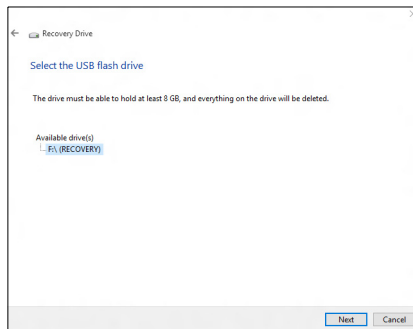 Recovery Drive
Select the USB flash drive
The drive must be able to hold at least 8 GB, and everything on the drive will be deleted.
Available drive(s)
F:\ (RECOVERY)
Next Cancel